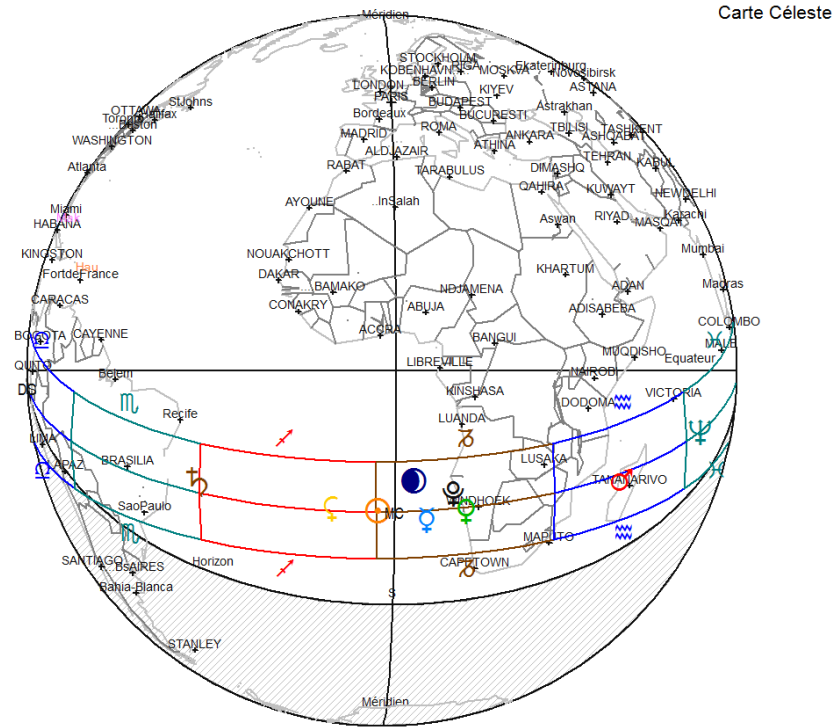 Carte Céleste
Méridien
STOCKHOLM
KOBENHAVN
RIGA
MOSKVA
Ekaterinburg
Novosibirsk
LONDON
BERLIN
ASTANA
PARIS
KIYEV
StJohns
OTTAWA
Toronto
Halifax
Boston
Bordeaux
BUDAPEST
BUCURESTI
Astrakhan
WASHINGTON
MADRID
ROMA
ANKARA
TBILISI
TASHKENT
ASHQABAT
ALDJAZAIR
ATHINA
TEHRAN
KABUL
Atlanta
RABAT
TARABULUS
DIMASHQ
QAHIRA
KUWAYT
NEWDELHI
Miami
AYOUNE
..InSalah
Aswan
RIYAD
MASQAT
Karachi
HABANA
KINGSTON
NOUAKCHOTT
Mumbai
Hau
FortdeFrance
DAKAR
BAMAKO
NDJAMENA
KHARTUM
ADAN
Madras
CARACAS
CONAKRY
ABUJA
ADISABEBA
COLOMBO
BOGOTA
CAYENNE
ACCRA
BANGUI
MALE
QUITO
Belem
LIBREVILLE
MUQDISHO
Equateur
NAIROBI
DS
KINSHASA
DODOMA
VICTORIA
Recife
LUANDA
LIMA
LAPAZ
BRASILIA
LUSAKA
TANANARIVO
SaoPaulo
MC
NDHOEK
MAPUTO
SANTIAGO
BsAIRES
Horizon
CAPETOWN
Bahia-Blanca
S
STANLEY
Méridien